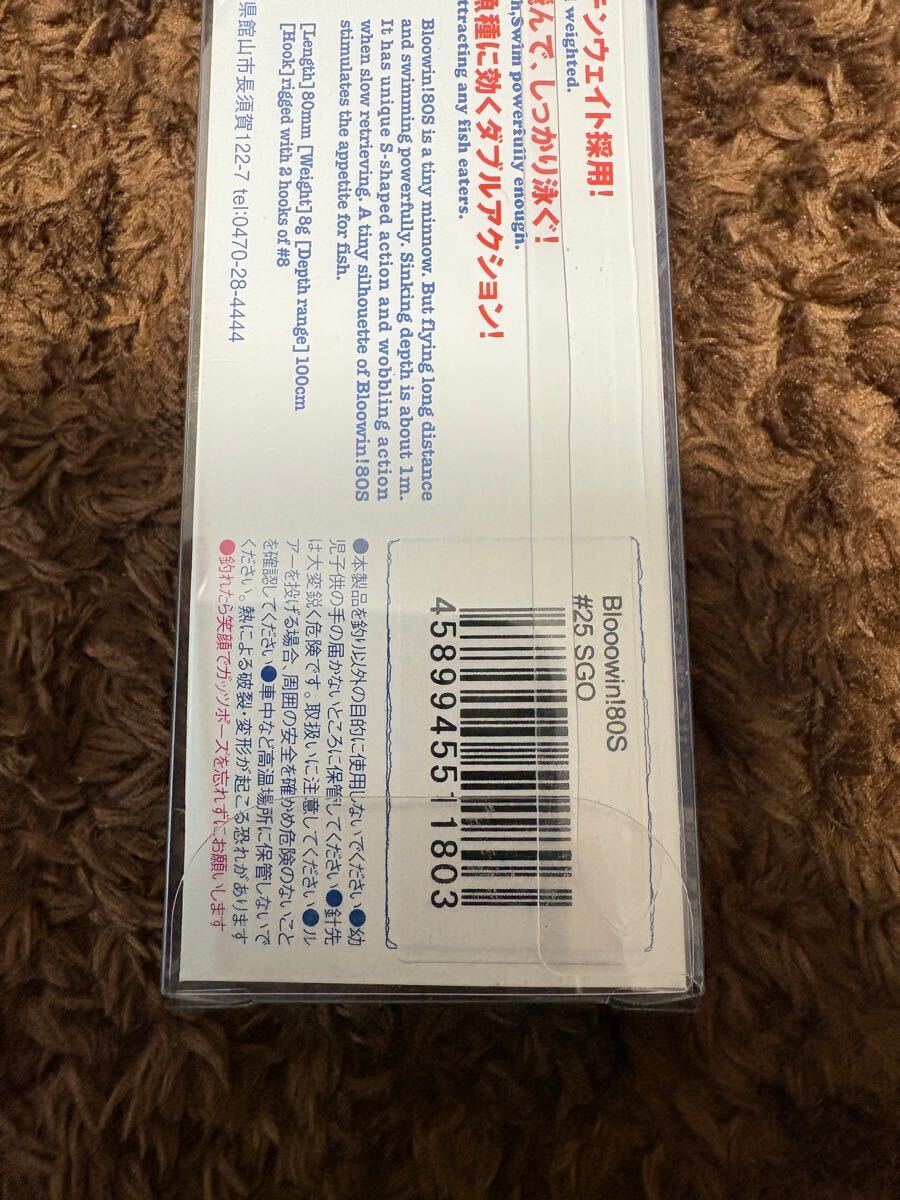 テンウェイト採用!
weighted.
んで、しっかり泳ぐ!
h,Swim powerfully enough.
魚種に効くダブルアクション!
ttracting any fish eaters.
Bloowin!80S is a tiny minnow. But flying long distance
and swimming powerfully. Sinking depth is about 1m.
It has unique S-shaped action and wobbling action
when slow retrieving. A tiny silhouette of Bloowin!80S
stimulates the appetite for fish.
[Length]80mm [Weight]8g [Depth range]100cm
[Hook]rigged with 2 hooks of #8
県館山市長須賀122-7 tel:0470-28-4444
Blooowin!80S
#25 SGO
4589945511803
●本製品を釣り以外の目的に使用しないでください●幼
児子供の手の届かないところに保管してください●針先
は大変鋭く危険です。取扱いに注意してください●ル
アーを投げる場合、周囲の安全を確かめ危険のないこと
を確認してください●車中など高温場所に保管しないで
ください。熱による破裂・変形が起こる恐れがあります
●釣れたら笑顔でガッツポーズを忘れずにお願いします